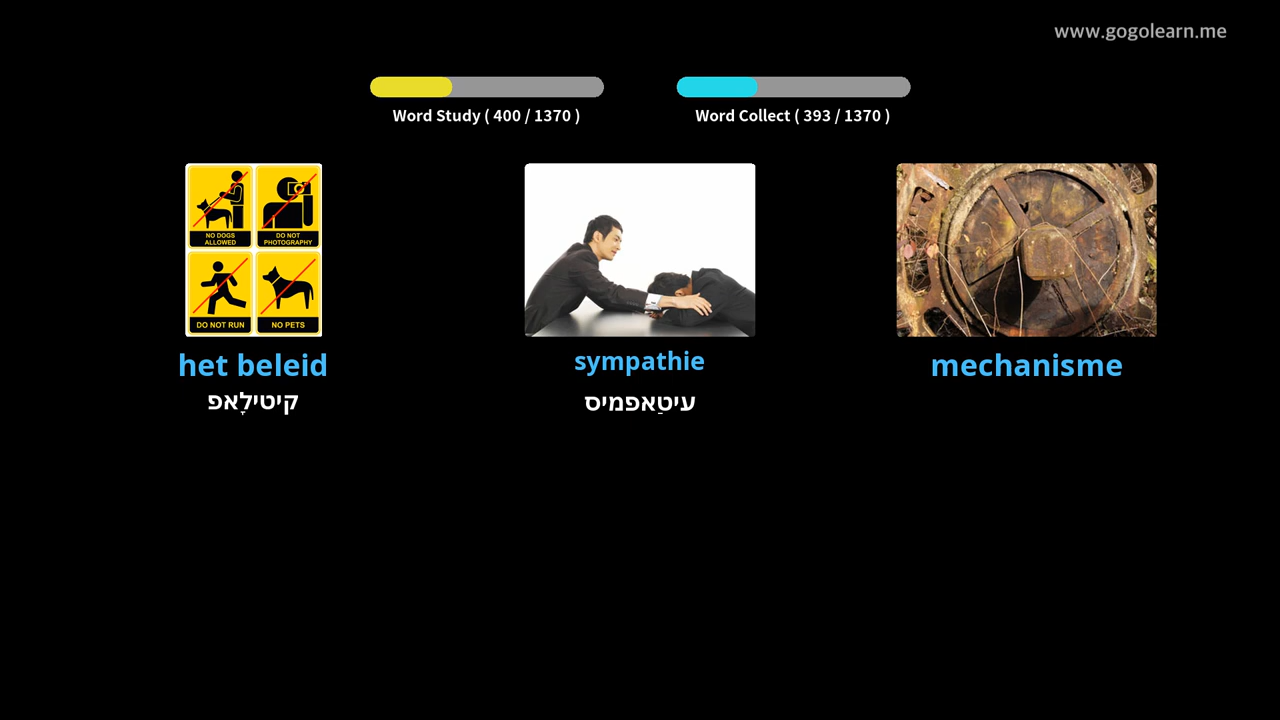 www.gogolearn.me
Word Study ( 400 / 1370 )
Word Collect ( 393 / 1370 )
NO DOGS ALLOWED
DO NOT PHOTOGRAPHY
DO NOT RUN
NO PETS
het beleid
sympathie
mechanisme
קיטילָאפ
עיטַאפמיס